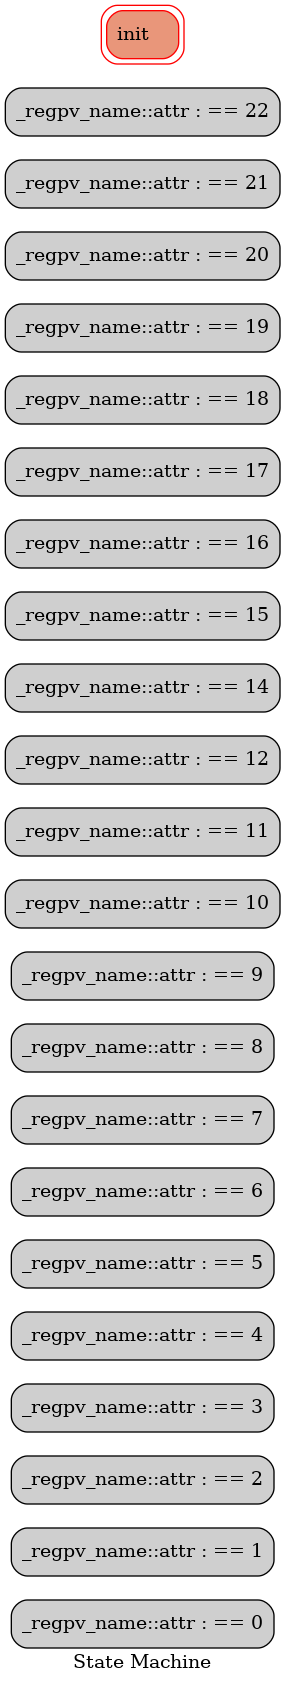 init
_regpv_name::attr : == 22
_regpv_name::attr : == 21
_regpv_name::attr : == 20
_regpv_name::attr : == 19
_regpv_name::attr : == 18
_regpv_name::attr : == 17
_regpv_name::attr : == 16
_regpv_name::attr : == 15
_regpv_name::attr : == 14
_regpv_name::attr : == 12
_regpv_name::attr : == 11
_regpv_name::attr : == 10
_regpv_name::attr : == 9
_regpv_name::attr : == 8
_regpv_name::attr : == 7
_regpv_name::attr : == 6
_regpv_name::attr : == 5
_regpv_name::attr : == 4
_regpv_name::attr : == 3
_regpv_name::attr : == 2
_regpv_name::attr : == 1
_regpv_name::attr : == 0
State Machine